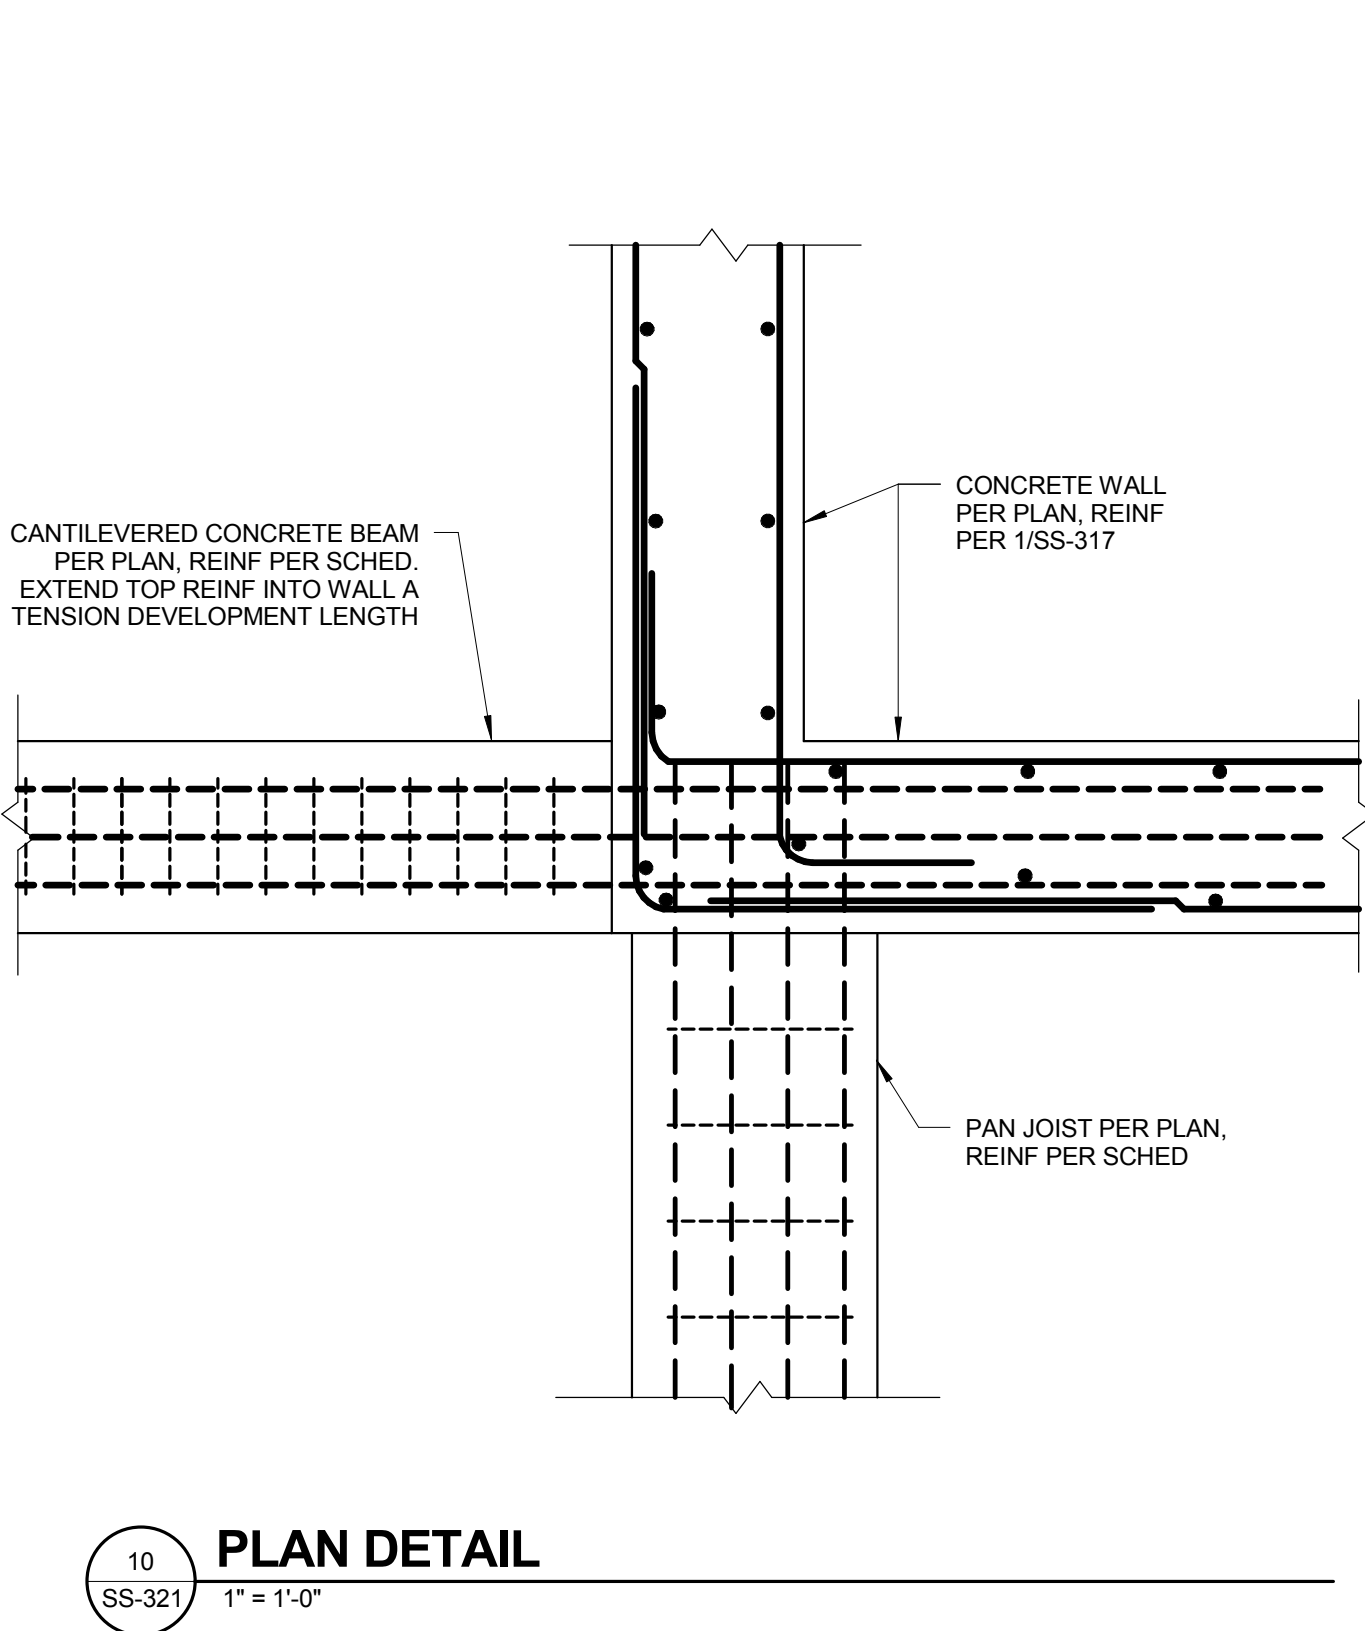 CONCRETE WALL
PER PLAN, REINF
PER 1/SS-317
CANTILEVERED CONCRETE BEAM
PER PLAN, REINF PER SCHED.
EXTEND TOP REINF INTO WALL A
TENSION DEVELOPMENT LENGTH
PAN JOIST PER PLAN,
REINF PER SCHED
10
SS-321
PLAN DETAIL
1" = 1'-0"